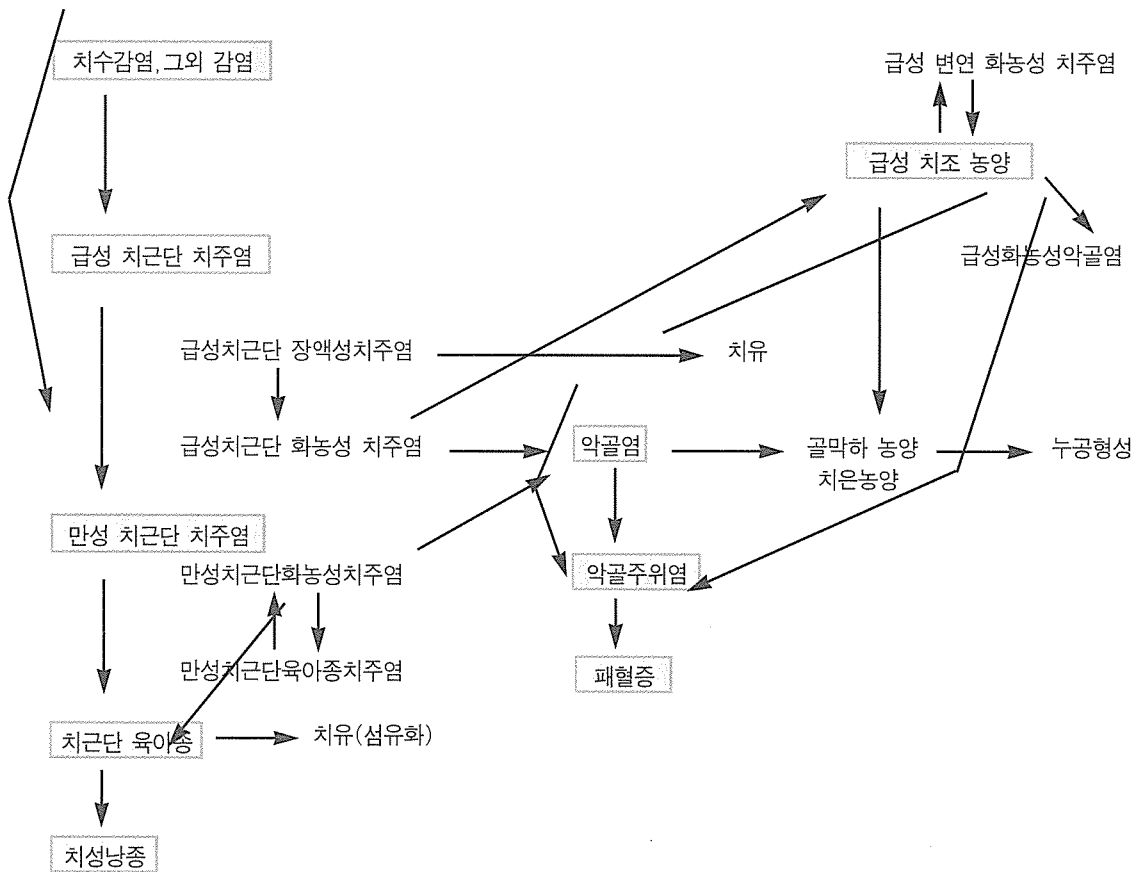 치수감염, 그외 감염
급성 변연 화농성 치주염
급성 치조 농양
급성 치근단 치주염
급성화농성악골염
급성치근단 장액성치주염
치유
급성치근단 화농성 치주염
악골염
골막하 농양
치은농양
누공형성
만성 치근단 치주염
만성치근단화농성치주염
악골주위염
만성치근단육아종치주염
패혈증
치근단 육아종
치유(섬유화)
치성낭종